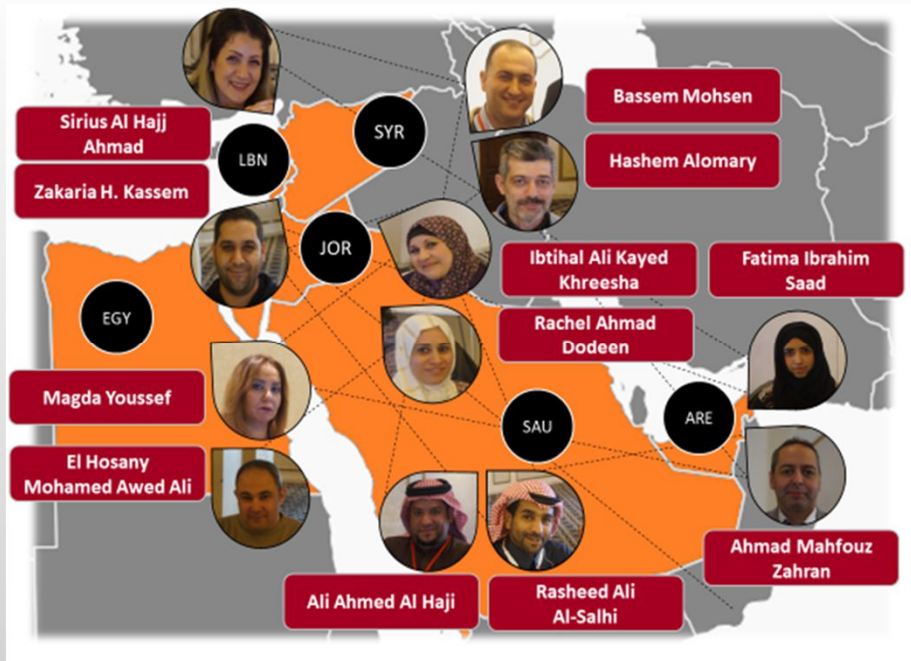 Bassem Mohsen
Sirius Al Hajj
Ahmad
SYR
LBN
Hashem Alomary
Zakaria H. Kassem
JOR
Ibtihal Ali Kayed
Khreesha
Fatima Ibrahim
Saad
EGY
Rachel Ahmad
Dodeen
Magda Youssef
SAU
ARE
El Hosany
Mohamed Awed Ali
Ahmad Mahfouz
Zahran
Ali Ahmed Al Haji
Rasheed Ali
Al-Salhi